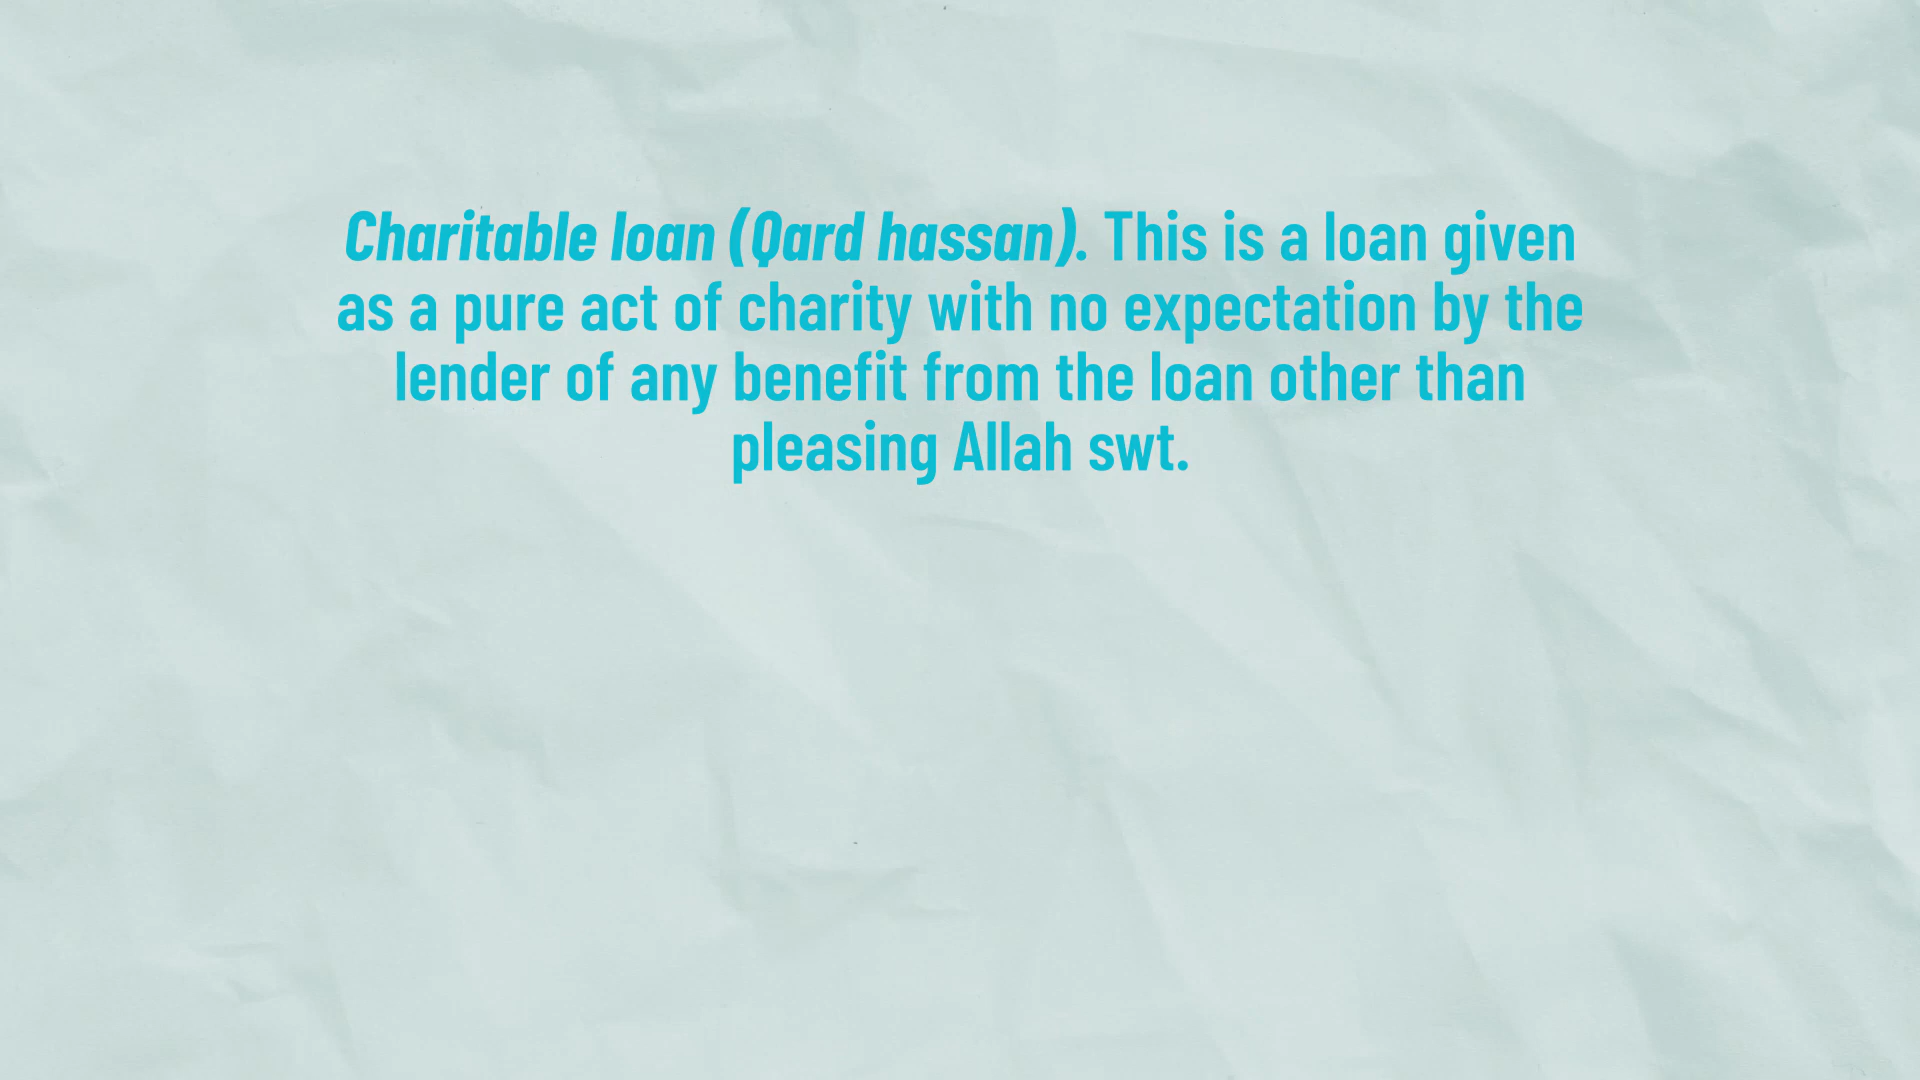 Charitable loan (Qard hassan). This is a loan given
as a pure act of charity with no expectation by the
lender of any benefit from the loan other than
pleasing Allah swt.